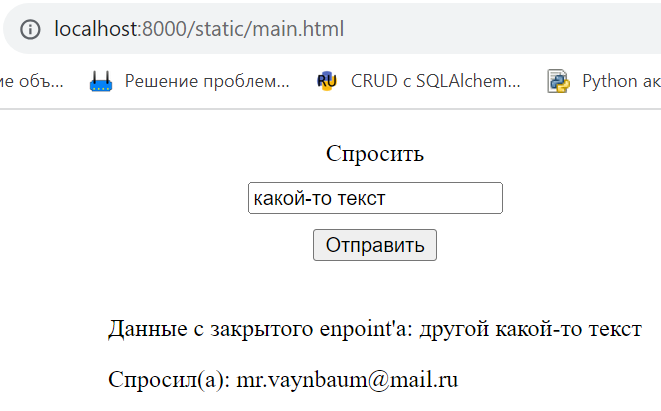 localhost:8000/static/main.html
ие объ... Решение проблем... CRUD с SQLAlchem... Python ак
Спросить
какой-то текст
Отправить
Данные с закрытого enpoint'а: другой какой-то текст
Спросил(а): mr.vaynbaum@mail.ru